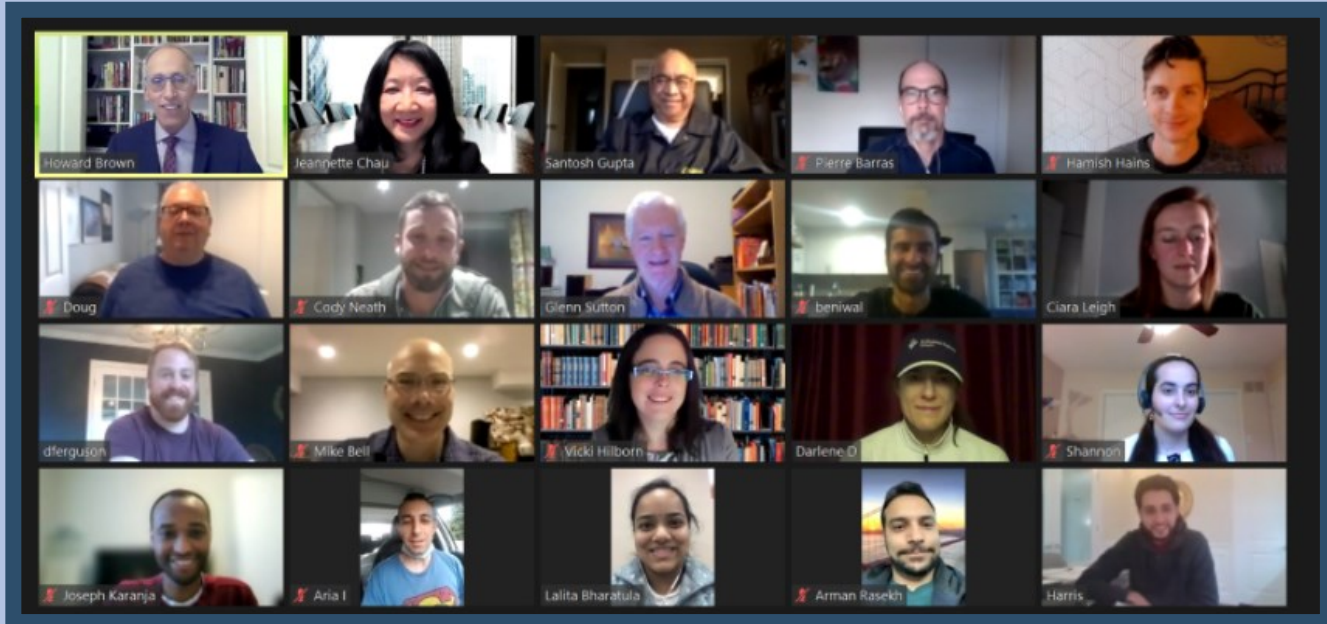 Howard Brown
Jeannette Chau
Santosh Gupta
Pierre Barras
Hamish Hains
Doug
Cody Neath
Glenn Sutton
beniwal
Ciara Leigh
dferguson
Mike Bell
Vicki Hilborn
Darlene D
Shannon
Joseph Karanja
Aria I
Lalita Bharatula
Arman Rasekh
Harris